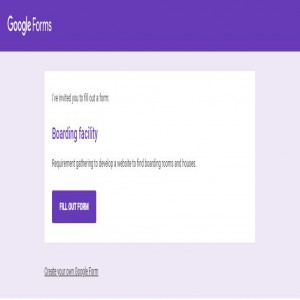 Google Forms
I've invited you to fill out a form:
Boarding facility
Requirement gathering to develop a website to find boarding rooms and houses.
FILL OUT FORM
Create your own Google Form